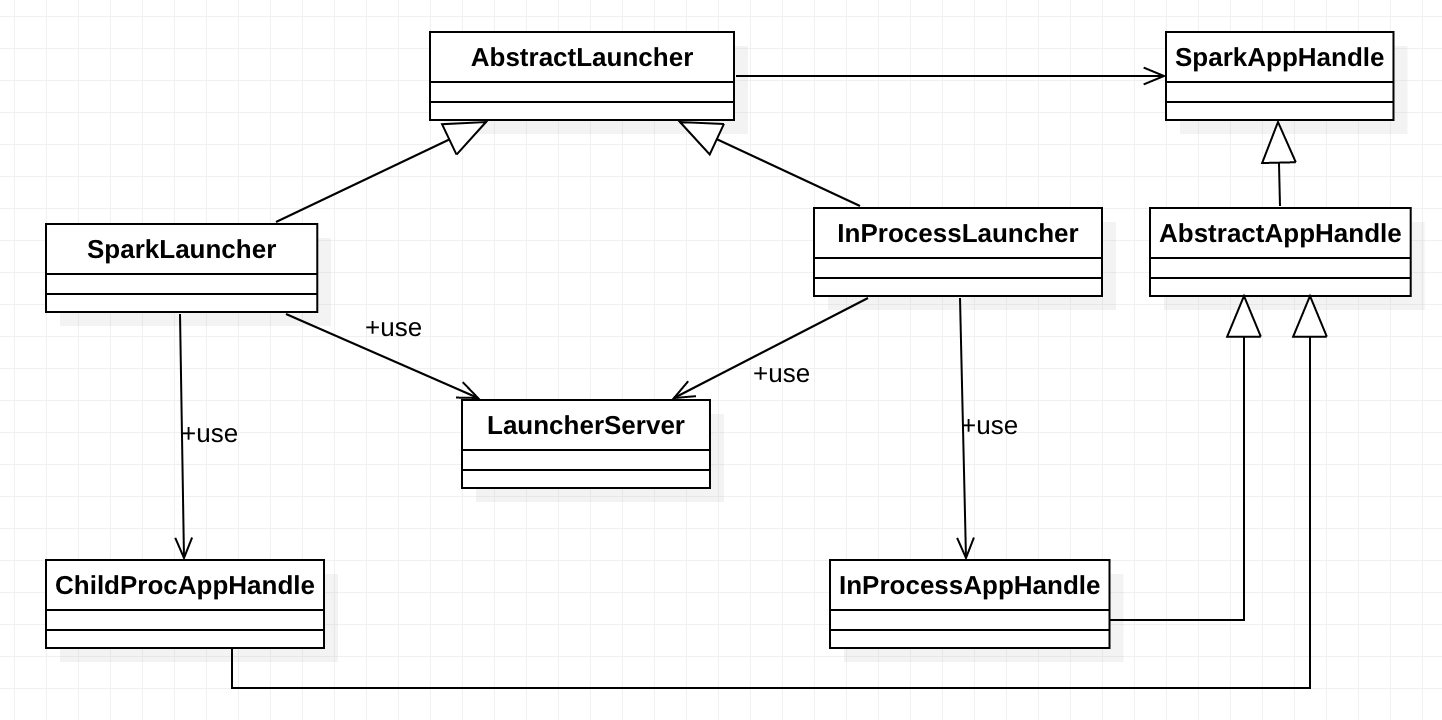 AbstractLauncher
SparkAppHandle
SparkLauncher
InProcessLauncher
AbstractAppHandle
+use
+use
LauncherServer
+use
+use
ChildProcAppHandle
InProcessAppHandle